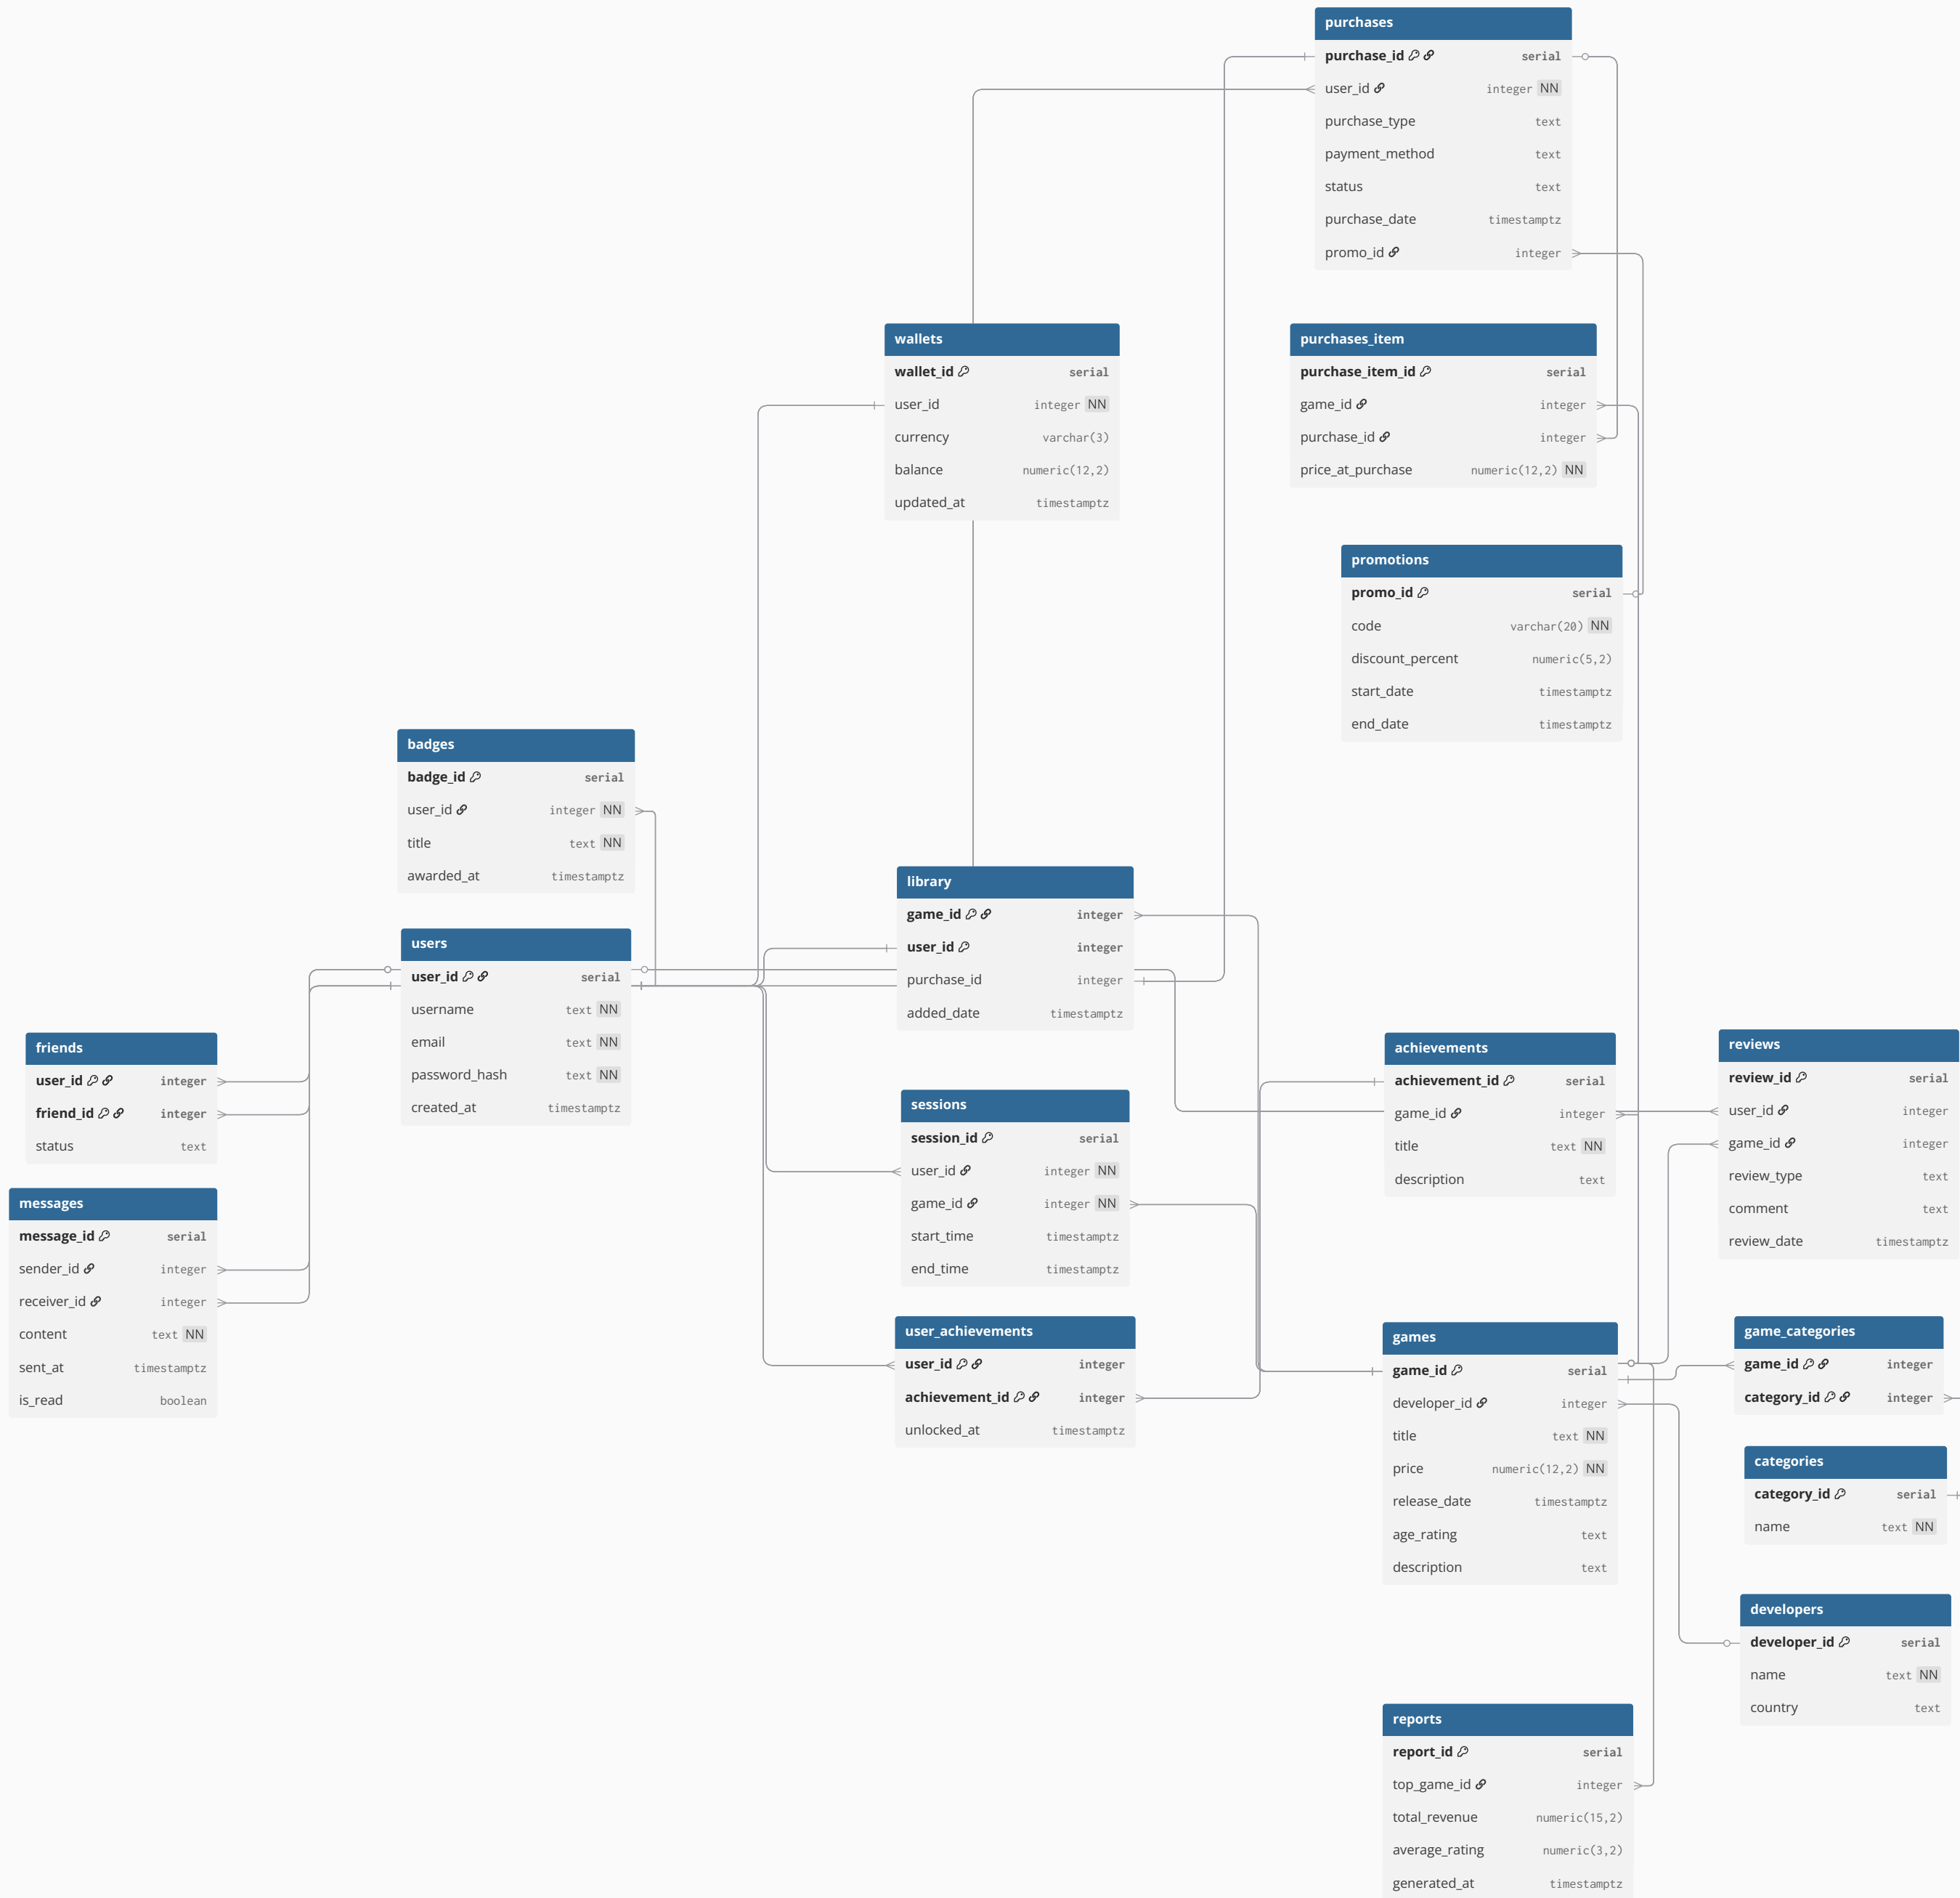 purchases
purchase_id serial
user_id integer NN
purchase_type text
payment_method text
status text
purchase_date timestamptz
promo_id integer
wallets
wallet_id serial
user_id integer NN
currency varchar(3)
balance numeric(12,2)
updated_at timestamptz
purchases_item
purchase_item_id serial
game_id integer
purchase_id integer
price_at_purchase numeric(12,2) NN
promotions
promo_id serial
code varchar(20) NN
discount_percent numeric(5,2)
start_date timestamptz
end_date timestamptz
badges
badge_id serial
user_id integer NN
title text NN
awarded_at timestamptz
library
game_id integer
user_id integer
purchase_id integer
added_date timestamptz
users
user_id serial
username text NN
email text NN
password_hash text NN
created_at timestamptz
friends
user_id integer
friend_id integer
status text
messages
message_id serial
sender_id integer
receiver_id integer
content text NN
sent_at timestamptz
is_read boolean
sessions
session_id serial
user_id integer NN
game_id integer NN
start_time timestamptz
end_time timestamptz
user_achievements
user_id integer
achievement_id integer
unlocked_at timestamptz
achievements
achievement_id serial
game_id integer
title text NN
description text
reviews
review_id serial
user_id integer
game_id integer
review_type text
comment text
review_date timestamptz
games
game_id serial
developer_id integer
title text NN
price numeric(12,2) NN
release_date timestamptz
age_rating text
description text
game_categories
game_id integer
category_id integer
categories
category_id serial
name text NN
developers
developer_id serial
name text NN
country text
reports
report_id serial
top_game_id integer
total_revenue numeric(15,2)
average_rating numeric(3,2)
generated_at timestamptz